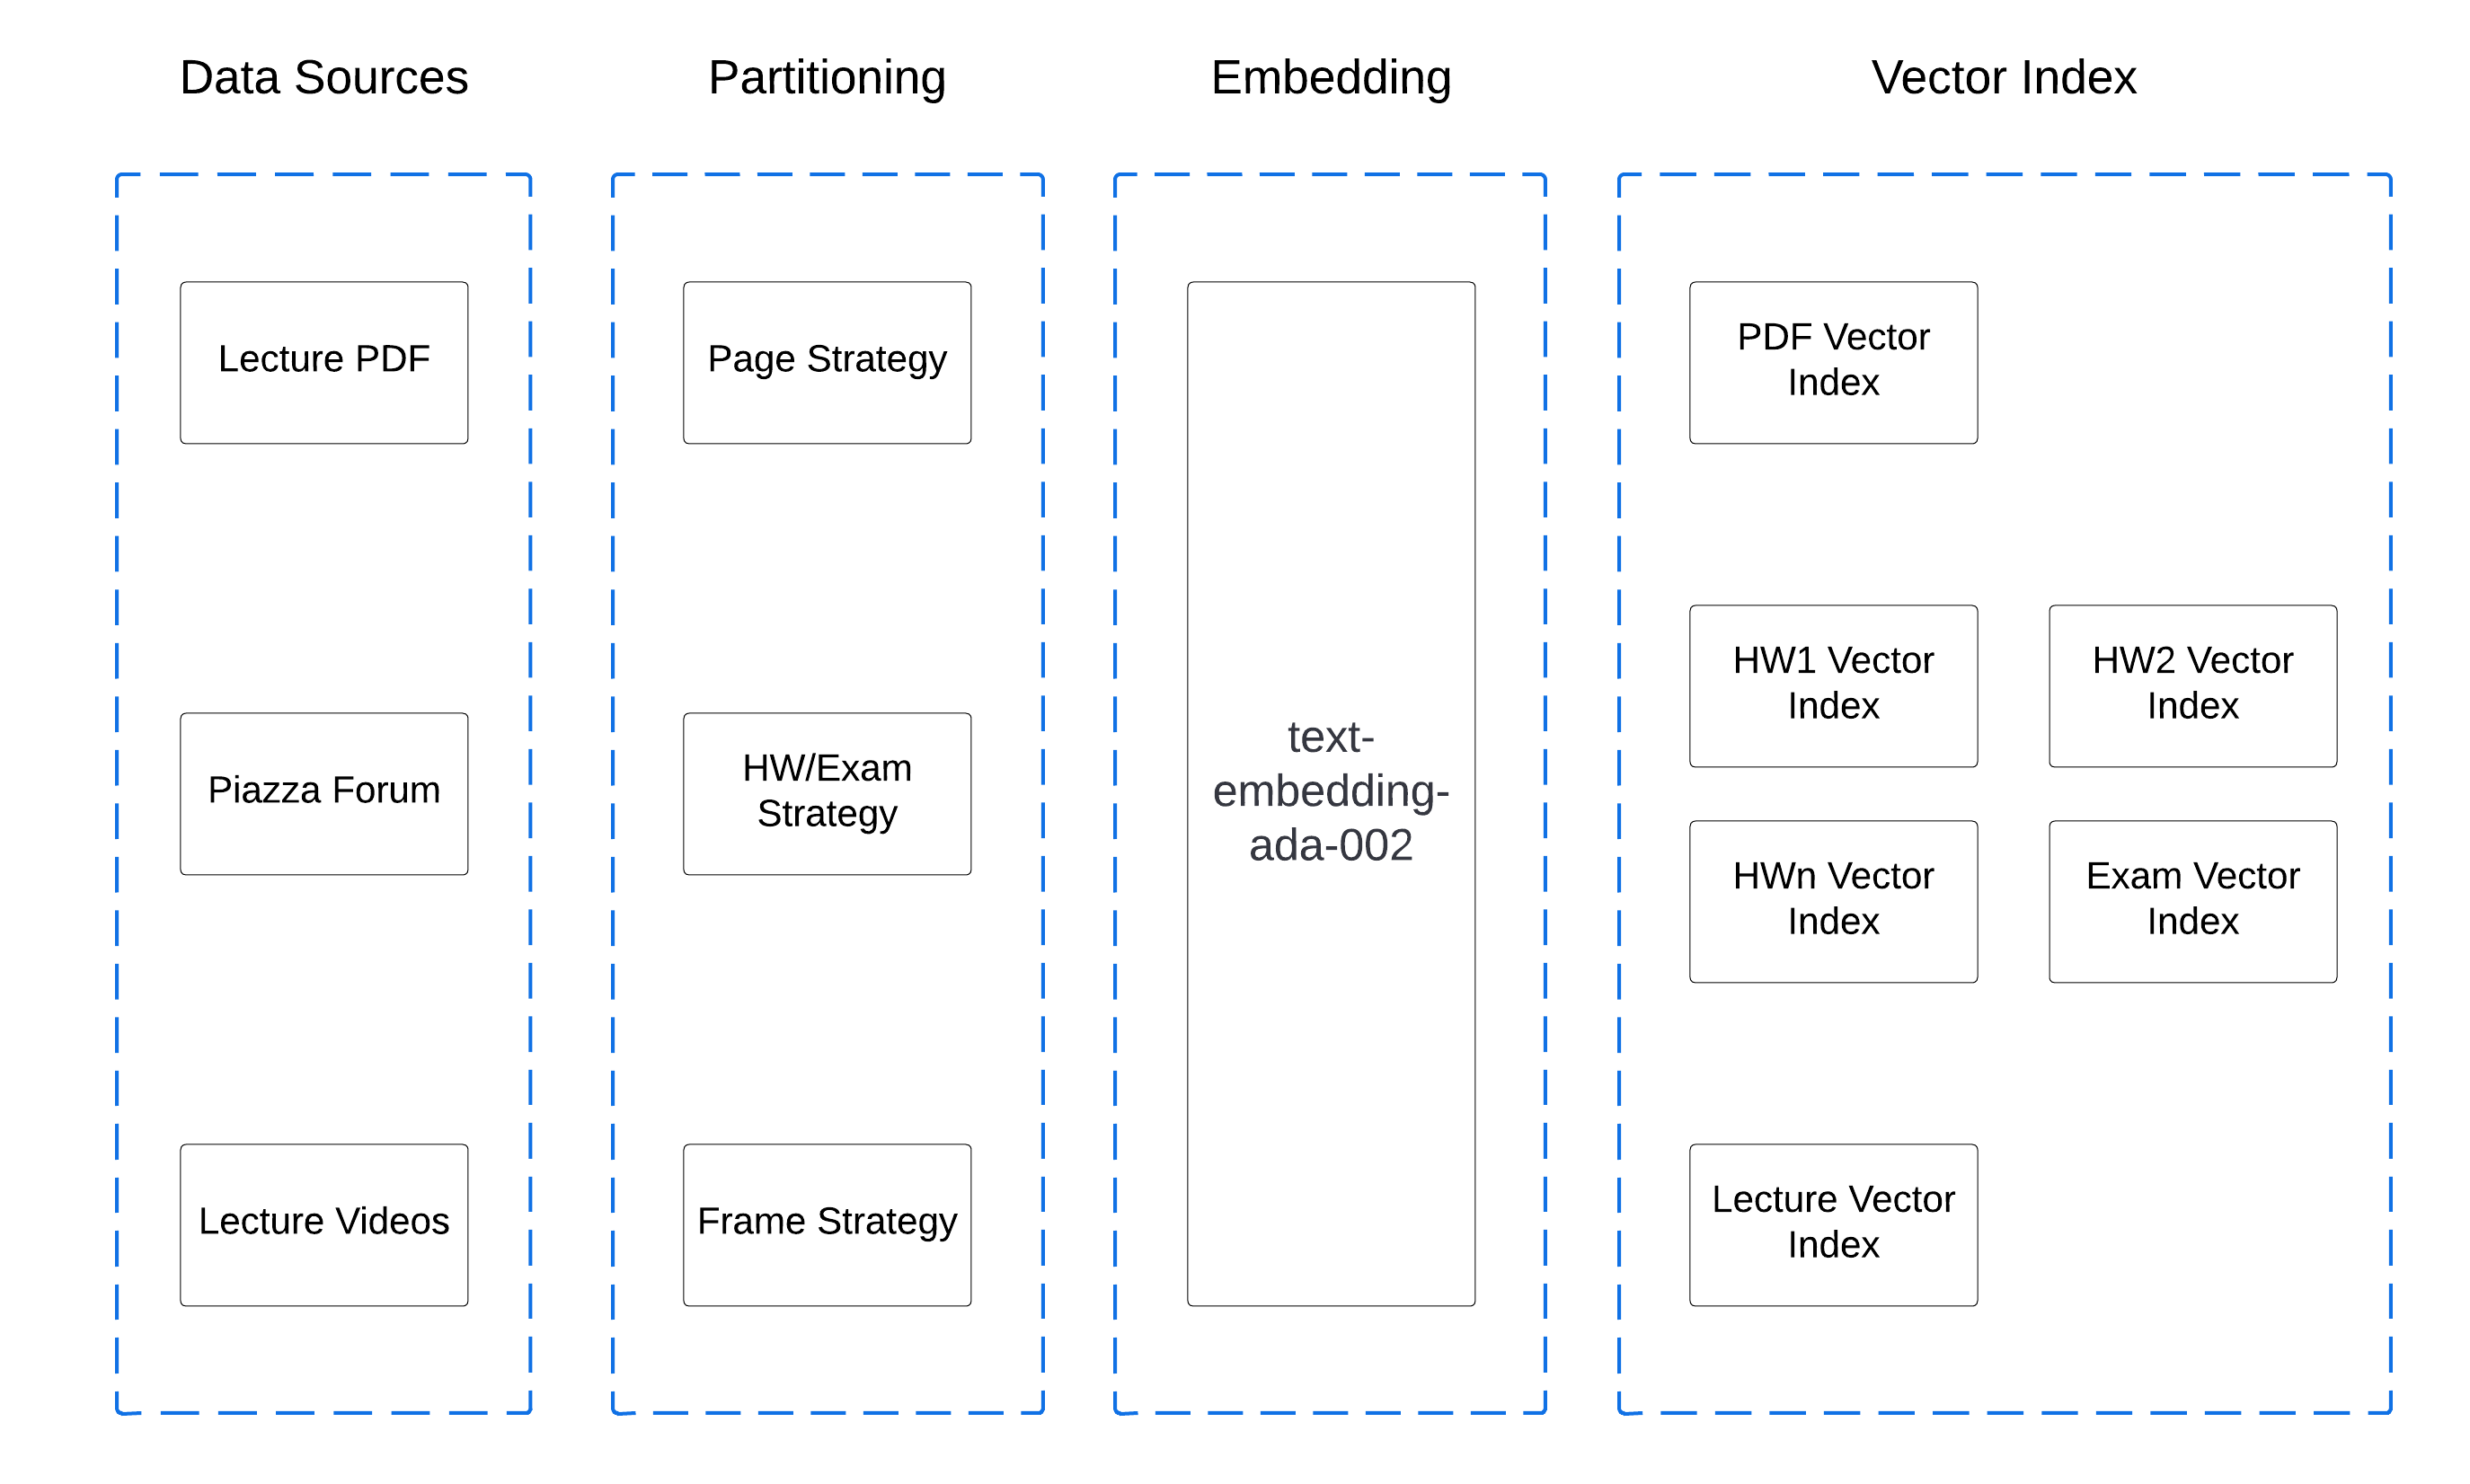 Data Sources
Partitioning
Embedding
Vector Index
Lecture PDF
Piazza Forum
Lecture Videos
Page Strategy
HW/Exam
Strategy
Frame Strategy
text-
embedding-
ada-002
PDF Vector
Index
HW1 Vector
Index
HW2 Vector
Index
HWn Vector
Index
Exam Vector
Index
Lecture Vector
Index